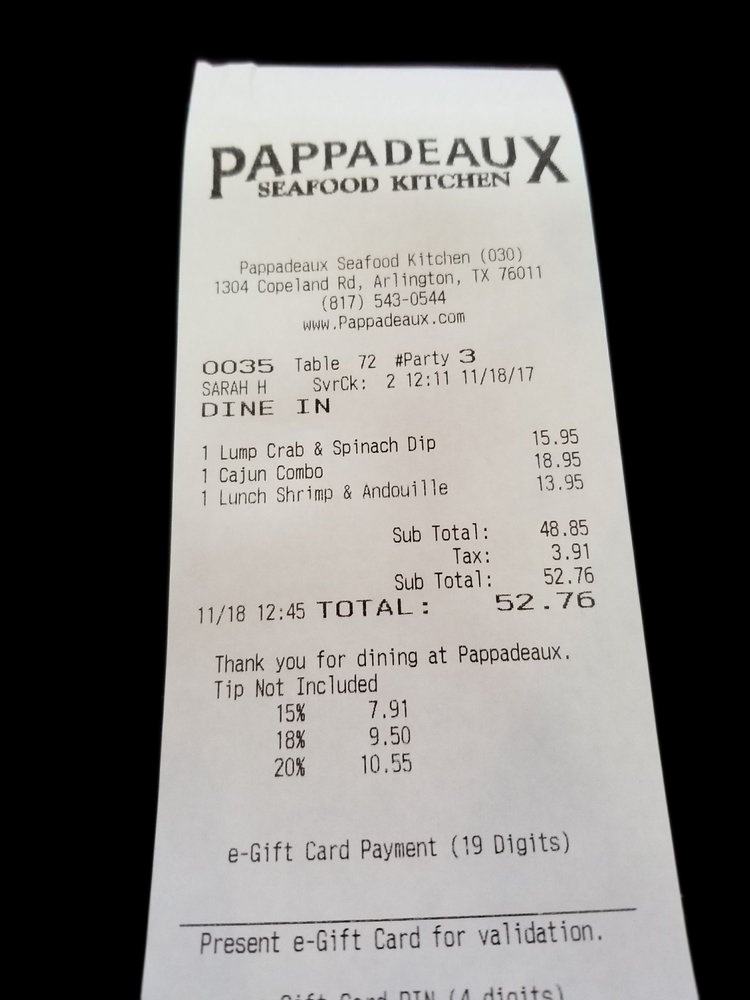 PAPPADEAUX
SEAFOOD KITCHEN
Pappadeaux Seafood Kitchen (030)
1304 Copeland Rd, Arlington, TX 76011
(817) 543-0544
www.Pappadeaux.com
0035 Table 72 #Party 3
SARAH H SvrCk: 2 12:11 11/18/17
DINE IN
1 Lump Crab & Spinach Dip 15.95
1 Cajun Combo 18.95
1 Lunch Shrimp & Andouille 13.95
Sub Total: 48.85
Tax: 3.91
Sub Total: 52.76
11/18 12:45 TOTAL: 52.76
Thank you for dining at Pappadeaux.
Tip Not Included
15% 7.91
18% 9.50
20% 10.55
e-Gift Card Payment (19 Digits)
Present e-Gift Card for validation.
Gift Card PIN (4 digits)